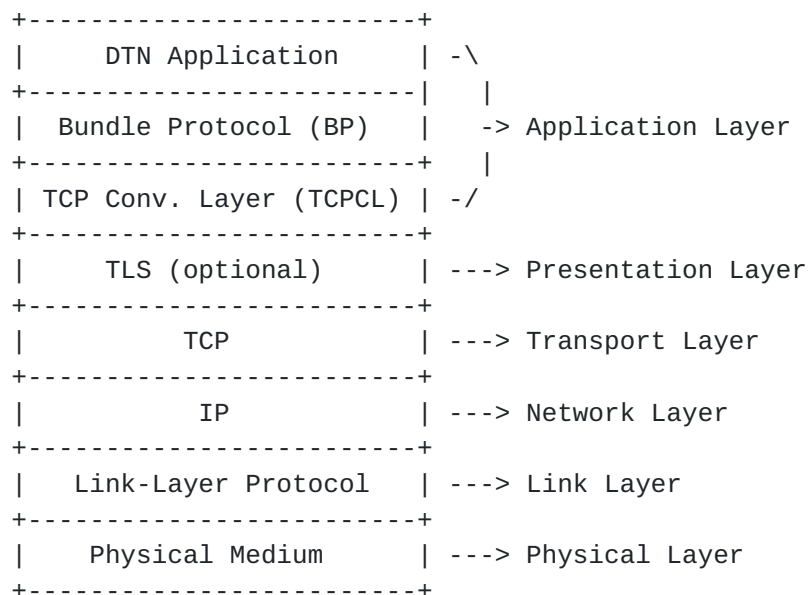 +-------------------------+
|     DTN Application     | -\
+-------------------------|   |
|  Bundle Protocol (BP)   |   -> Application Layer
+-------------------------+   |
| TCP Conv. Layer (TCPCL) | -/
+-------------------------+
|     TLS (optional)      | ---> Presentation Layer
+-------------------------+
|          TCP            | ---> Transport Layer
+-------------------------+
|           IP            | ---> Network Layer
+-------------------------+
|   Link-Layer Protocol   | ---> Link Layer
+-------------------------+
|    Physical Medium      | ---> Physical Layer
+-------------------------+